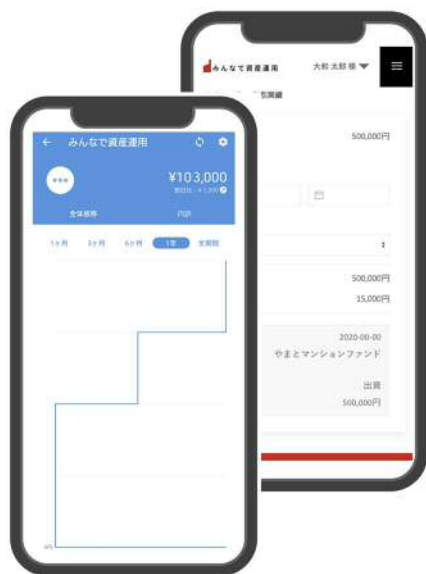 みんなで資産運用
¥103,000
全体推移
内訳
1ヶ月 3ヶ月 6ヶ月 1年 全期間
みんなで資産運用
大和 太郎 様
引実績
500,000円
500,000円
15,000円
2020-00-00
やまとマンションファンド
出資
500,000円